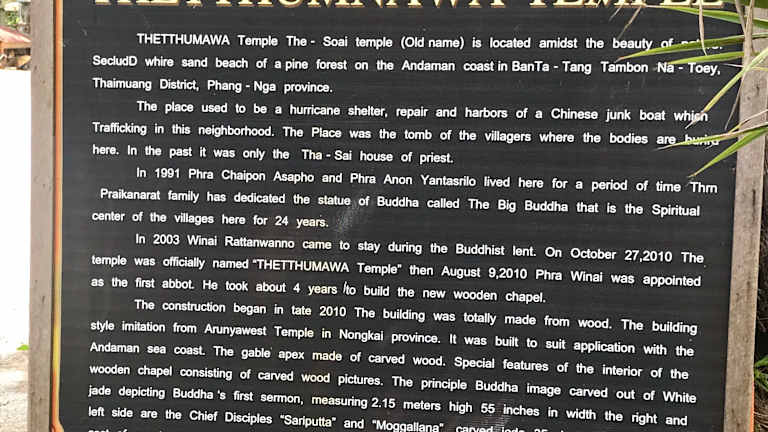 THETTHUMNAWA TEMPLE
THETTHUMAWA Temple The - Soai temple (Old name) is located amidst the beauty of
SecludD whire sand beach of a pine forest on the Andaman coast in BanTa - Tang Tambon Na - Toey,
Thaimuang District, Phang - Nga province.
The place used to be a hurricane shelter, repair and harbors of a Chinese junk boat which
Trafficking in this neighborhood. The Place was the tomb of the villagers where the bodies are
here. In the past it was only the Tha - Sai house of priest.
In 1991 Phra Chaipon Asapho and Phra Anon Yantasrilo lived here for a period of time Thrn
Praikanarat family has dedicated the statue of Buddha called The Big Buddha that is the Spiritual
center of the villages here for 24 years.
In 2003 Winai Rattanwanno came to stay during the Buddhist lent. On October 27,2010 The
temple was officially named "THETTHUMAWA Temple" then August 9,2010 Phra Winai was appointed
as the first abbot. He took about 4 years /to build the new wooden chapel.
The construction began in tate 2010 The building was totally made from wood. The building
style imitation from Arunyawest Temple in Nongkai province. It was built to suit application with the
Andaman sea coast. The gable apex made of carved wood. Special features of the interior of the
wooden chapel consisting of carved wood pictures. The principle Buddha image carved out of White
jade depicting Buddha's first sermon, measuring 2.15 meters high 55 inches in width the right and
left side are the Chief Disciples "Sariputta" and "Moggallana" carved jade